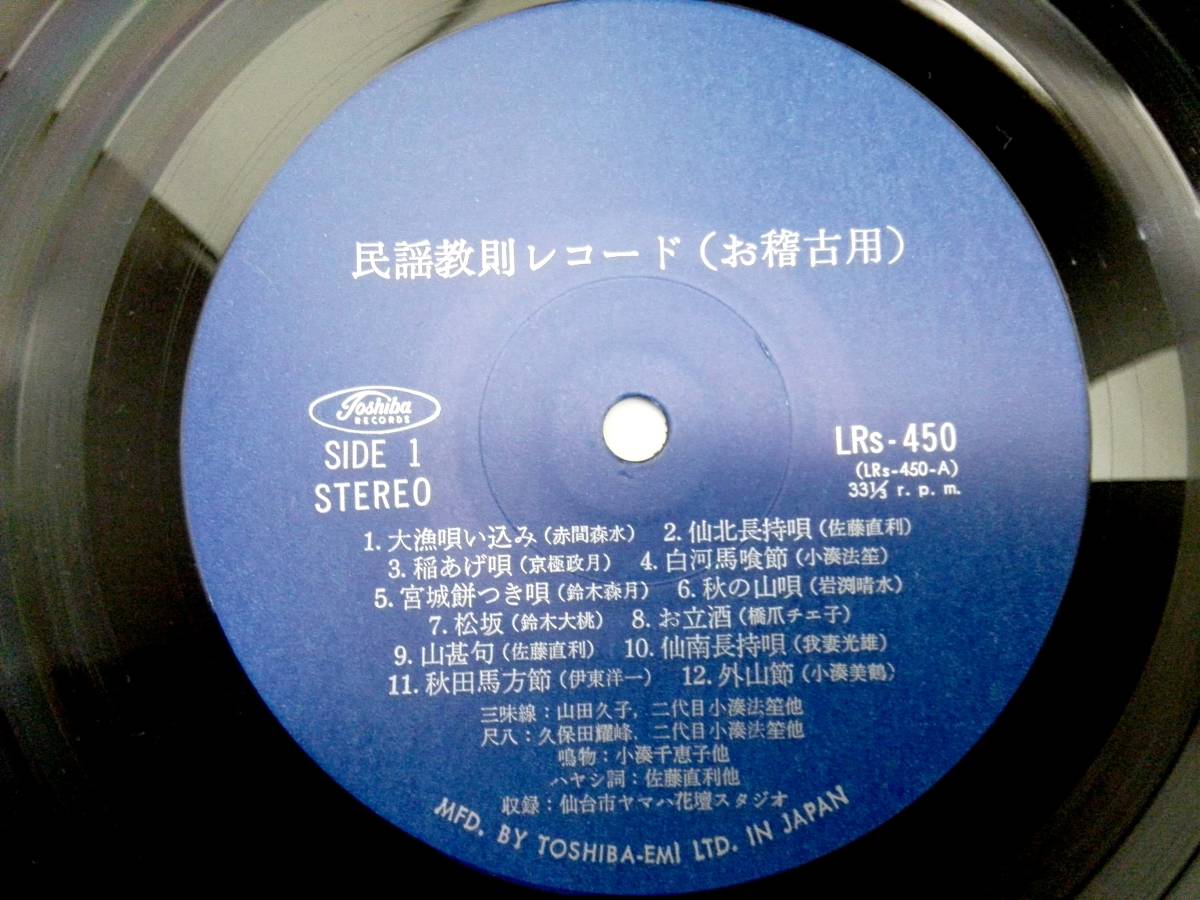 民謡教則レコード（お稽古用）
Toshiba
RECORDS
SIDE 1
STEREO
LRs-450
(LRs-450-A)
33⅓ r. p. m.
1. 大漁唄い込み（赤間森水） 2. 仙北長持唄（佐藤直利）
3. 稲あげ唄（京極政月） 4. 白河馬喰節（小湊法笙）
5. 宮城餅つき唄（鈴木森月） 6. 秋の山唄（岩渕晴水）
7. 松坂（鈴木大桃） 8. お立酒（橋爪チエ子）
9. 山甚句（佐藤直利） 10. 仙南長持唄（我妻光雄）
11. 秋田馬方節（伊東洋一） 12. 外山節（小湊美鶴）
三味線：山田久子，二代目小湊法笙他
尺八：久保田耀峰，二代目小湊法笙他
鳴物：小湊千恵子他
ハヤシ詞：佐藤直利他
収録：仙台市ヤマハ花壇スタジオ
MFD. BY TOSHIBA-EMI LTD. IN JAPAN